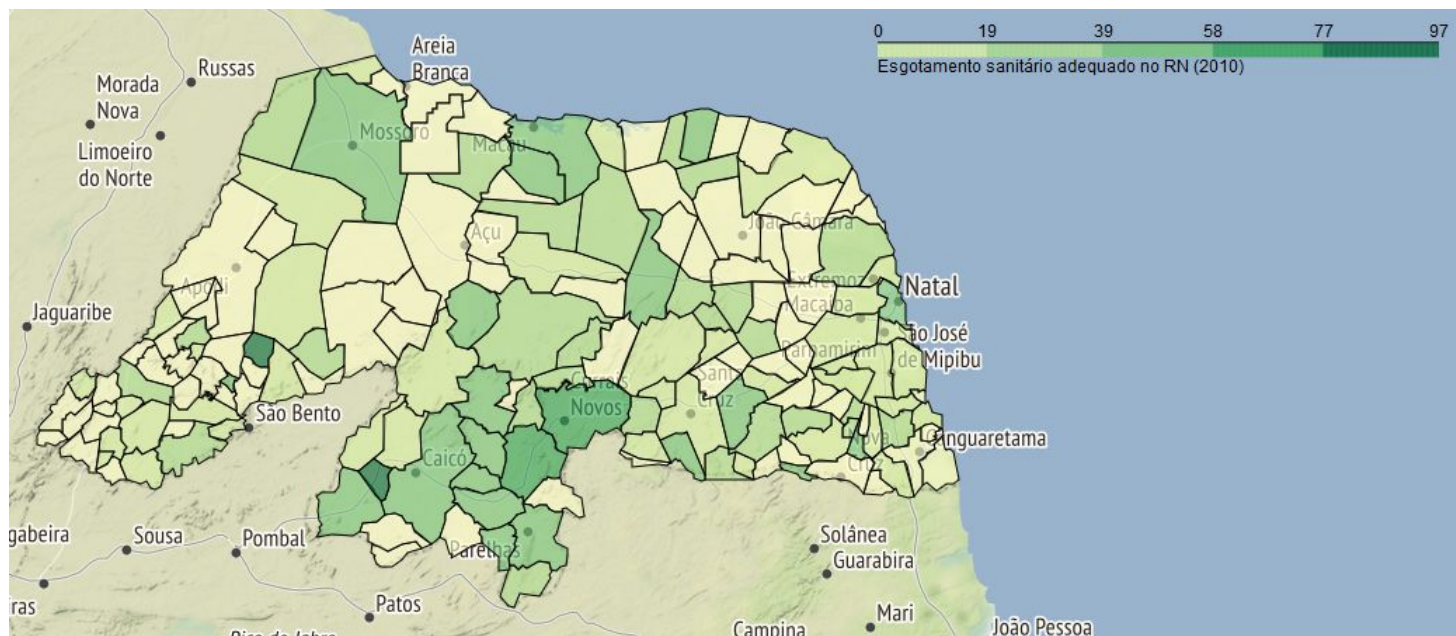 0 19 39 58 77 97
Esgotamento sanitário adequado no RN (2010)
Areia
Branca
Russas
Morada
Nova
Limoeiro
do Norte
Mossoró
Macau
João Câmara
Açu
Apodi
Extremoz
Natal
Macaíba
Jaguaribe
São José
de Mipibu
Parnamirim
Currais
Novos
Santa
Cruz
São Bento
Nova
Cruz
Canguaretama
Caicó
Sousa
Pombal
Parelhas
Solânea
Guarabira
Patos
Mari
João Pessoa
Campina